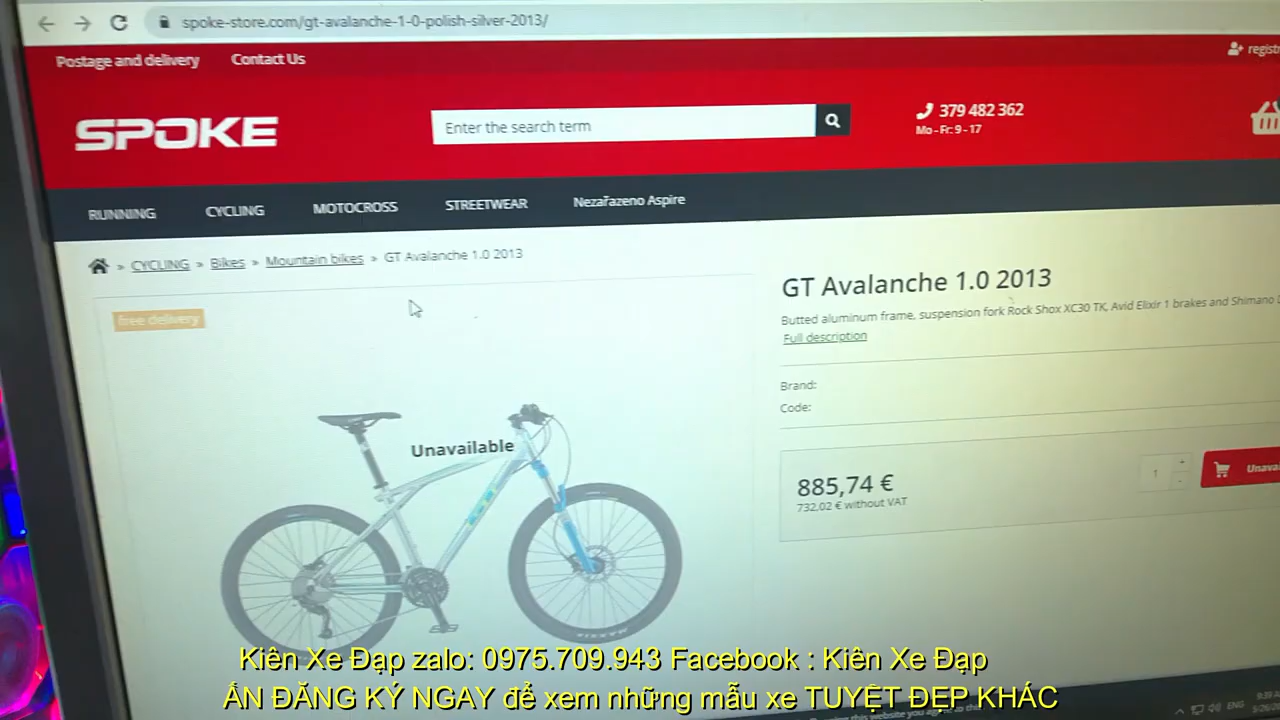 spoke-store.com/gt-avalanche-1-0-polish-silver-2013/
Postage and delivery
Contact Us
SPOKE
Enter the search term
379 482 362
Mo - Fr: 9 - 17
RUNNING
CYCLING
MOTOCROSS
STREETWEAR
Nezařazeno Aspire
» CYCLING » Bikes » Mountain bikes » GT Avalanche 1.0 2013
free delivery
Unavailable
GT Avalanche 1.0 2013
Butted aluminum frame, suspension fork Rock Shox XC30 TK, Avid Elixir 1 brakes and Shimano
Full description
Brand:
Code:
885,74 €
732,02 € without VAT
1
Kiên Xe Đạp zalo: 0975.709.943 Facebook : Kiên Xe Đạp
ẤN ĐĂNG KÝ NGAY để xem những mẫu xe TUYỆT ĐẸP KHÁC
ENG